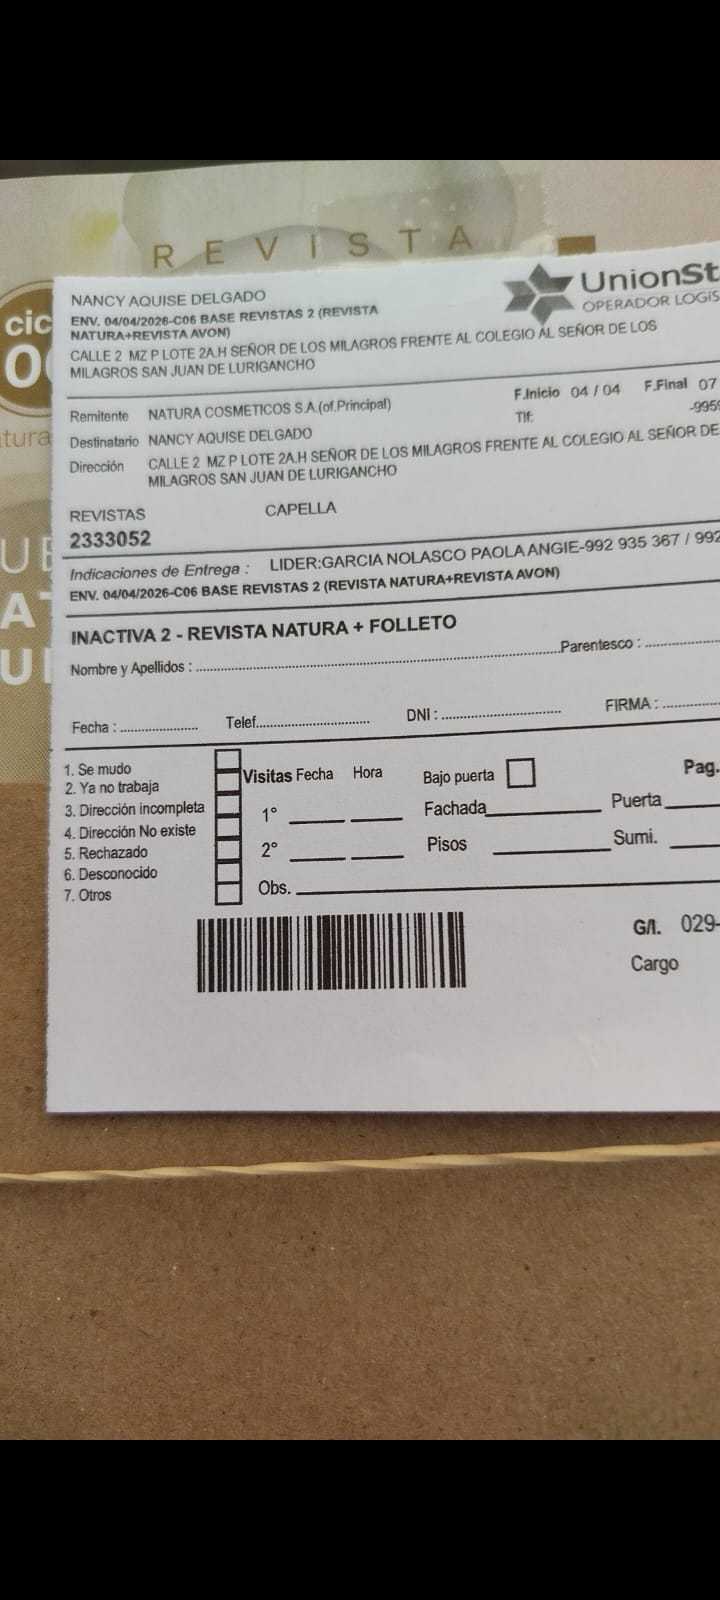 REVISTA
NANCY AQUISE DELGADO
ENV. 04/04/2026-C06 BASE REVISTAS 2 (REVISTA
NATURA+REVISTA AVON)
CALLE 2 MZ P LOTE 2A.H SEÑOR DE LOS MILAGROS FRENTE AL COLEGIO AL SEÑOR DE LOS
MILAGROS SAN JUAN DE LURIGANCHO
UnionSt
OPERADOR LOGIS
cic
Remitente NATURA COSMETICOS S.A.(of.Principal)
F.Inicio 04 / 04 F.Final 07
Tlf: -995
Destinatario NANCY AQUISE DELGADO
Dirección CALLE 2 MZ P LOTE 2A.H SEÑOR DE LOS MILAGROS FRENTE AL COLEGIO AL SEÑOR DE
MILAGROS SAN JUAN DE LURIGANCHO
REVISTAS CAPELLA
2333052
Indicaciones de Entrega : LIDER:GARCIA NOLASCO PAOLA ANGIE-992 935 367 / 992
ENV. 04/04/2026-C06 BASE REVISTAS 2 (REVISTA NATURA+REVISTA AVON)
INACTIVA 2 - REVISTA NATURA + FOLLETO
Nombre y Apellidos : Parentesco :
Fecha : Telef. DNI : FIRMA :
1. Se mudo
2. Ya no trabaja
3. Dirección incompleta
4. Dirección No existe
5. Rechazado
6. Desconocido
7. Otros
Visitas Fecha Hora Bajo puerta Pag.
1° Fachada Puerta
2° Pisos Sumi.
Obs.
G/I. 029-
Cargo